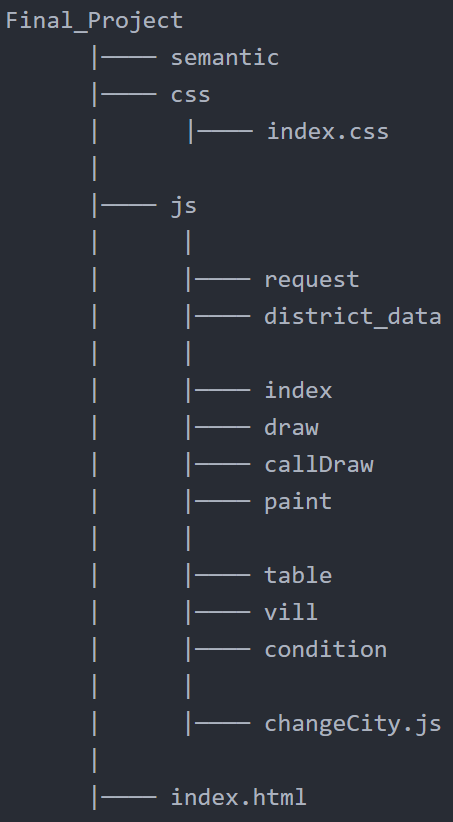 Final_Project
|──── semantic
|──── css
|      |──── index.css
|
|──── js
|      |
|      |──── request
|      |──── district_data
|      |
|      |──── index
|      |──── draw
|      |──── callDraw
|      |──── paint
|      |
|      |──── table
|      |──── vill
|      |──── condition
|      |
|      |──── changeCity.js
|
|──── index.html